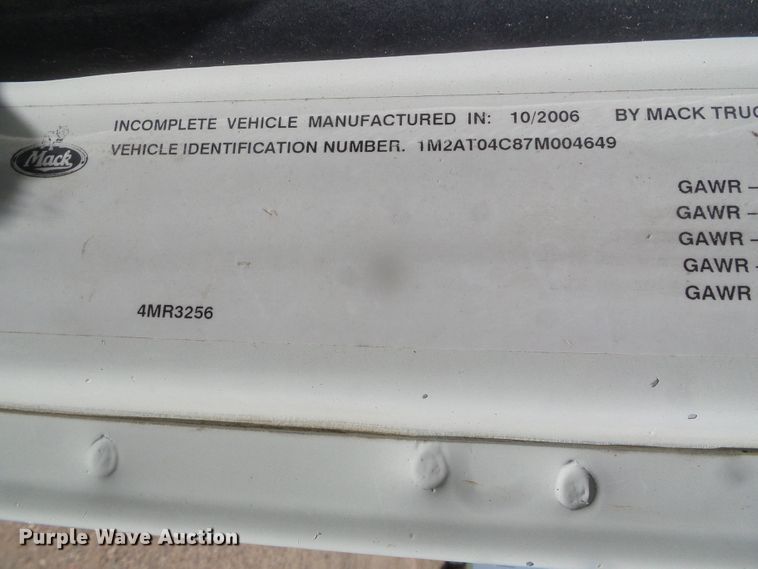 INCOMPLETE VEHICLE MANUFACTURED IN: 10/2006 BY MACK TRUC
Mack
VEHICLE IDENTIFICATION NUMBER. 1M2AT04C87M004649
GAWR –
GAWR –
GAWR –
GAWR –
GAWR
4MR3256
Purple Wave Auction